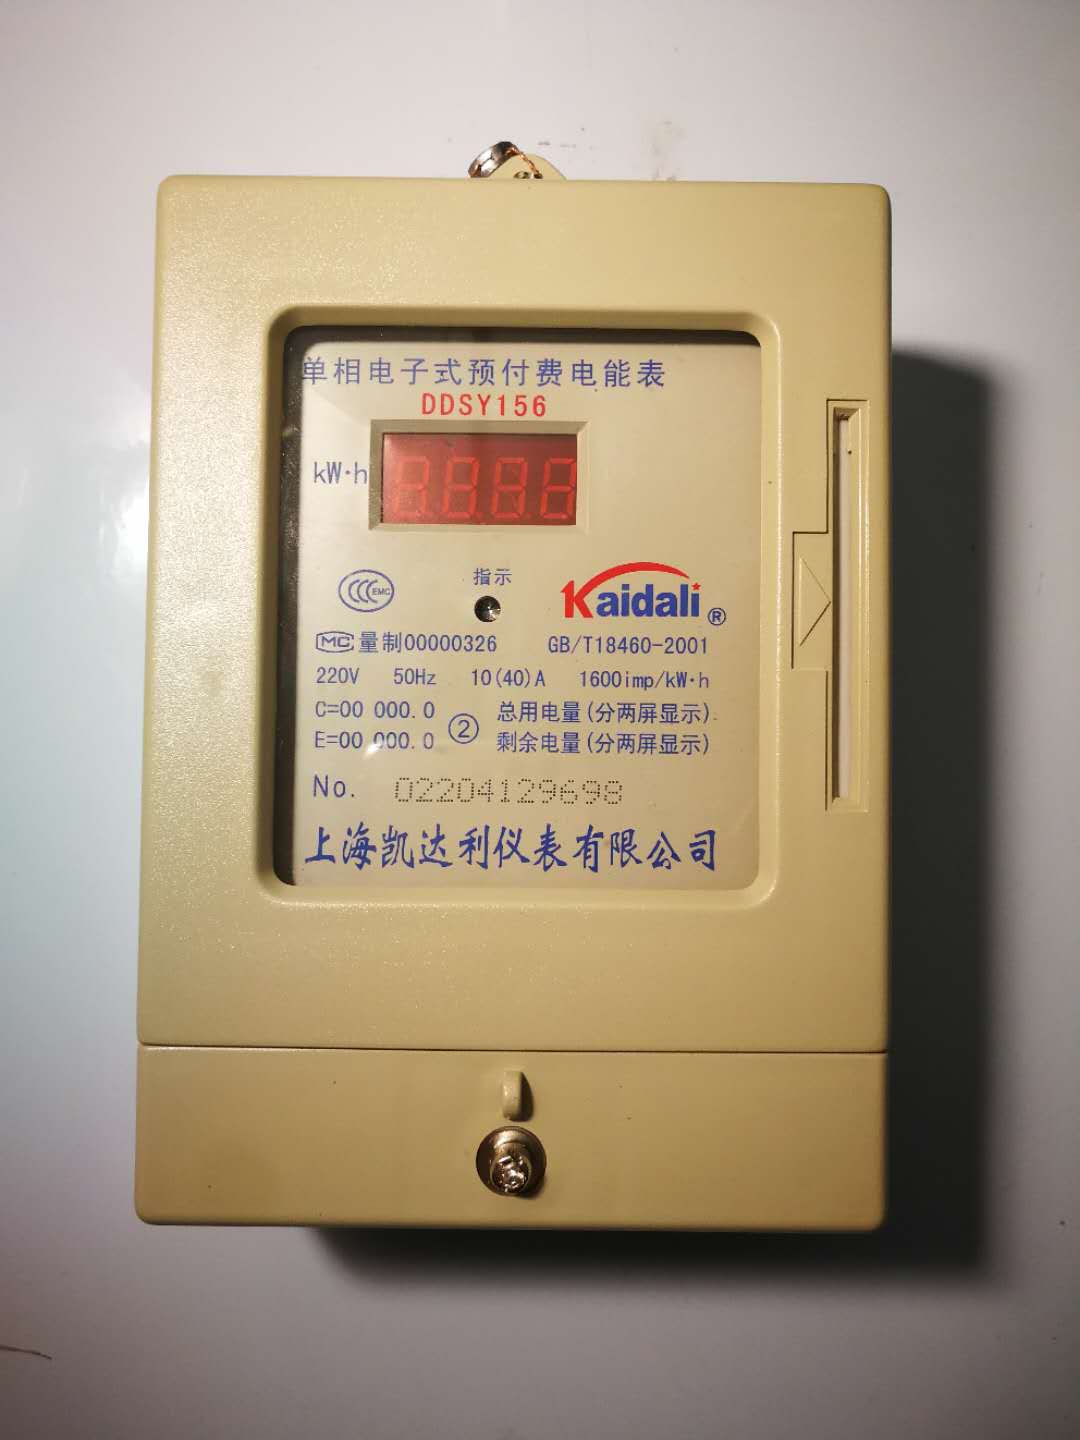 单相电子式预付费电能表
DDSY156
kW·h
指示
CCC EMC
Kaidali®
MC 量制00000326 GB/T18460-2001
220V 50Hz 10(40)A 1600imp/kW·h
C=00 000.0 ② 总用电量(分两屏显示)
E=00 000.0 剩余电量(分两屏显示)
No. 02204129698
上海凯达利仪表有限公司